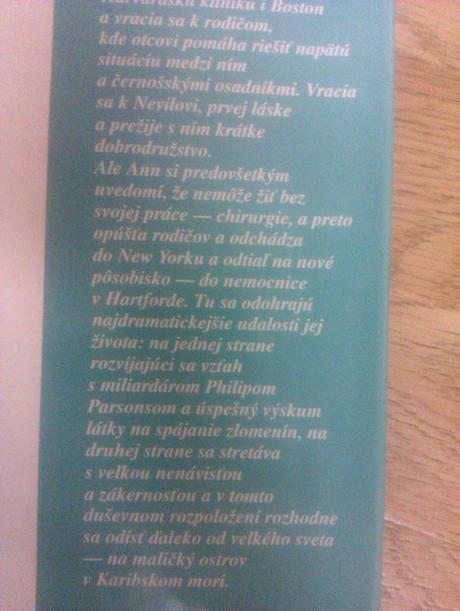 Harvardskú kliniku i Boston
a vracia sa k rodičom,
kde otcovi pomáha riešiť napätú
situáciu medzi ním
a černošskými osadníkmi. Vracia
sa k Nevilovi, prvej láske
a prežije s ním krátke
dobrodružstvo.
Ale Ann si predovšetkým
uvedomí, že nemôže žiť bez
svojej práce — chirurgie, a preto
opúšťa rodičov a odchádza
do New Yorku a odtiaľ na nové
pôsobisko — do nemocnice
v Hartforde. Tu sa odohrajú
najdramatickejšie udalosti jej
života: na jednej strane
rozvíjajúci sa vzťah
s miliardárom Philipom
Parsonsom a úspešný výskum
látky na spájanie zlomenín, na
druhej strane sa stretáva
s veľkou nenávisťou
a zákernosťou a v tomto
duševnom rozpoložení rozhodne
sa odísť ďaleko od veľkého sveta
— na maličký ostrov
v Karibskom mori.